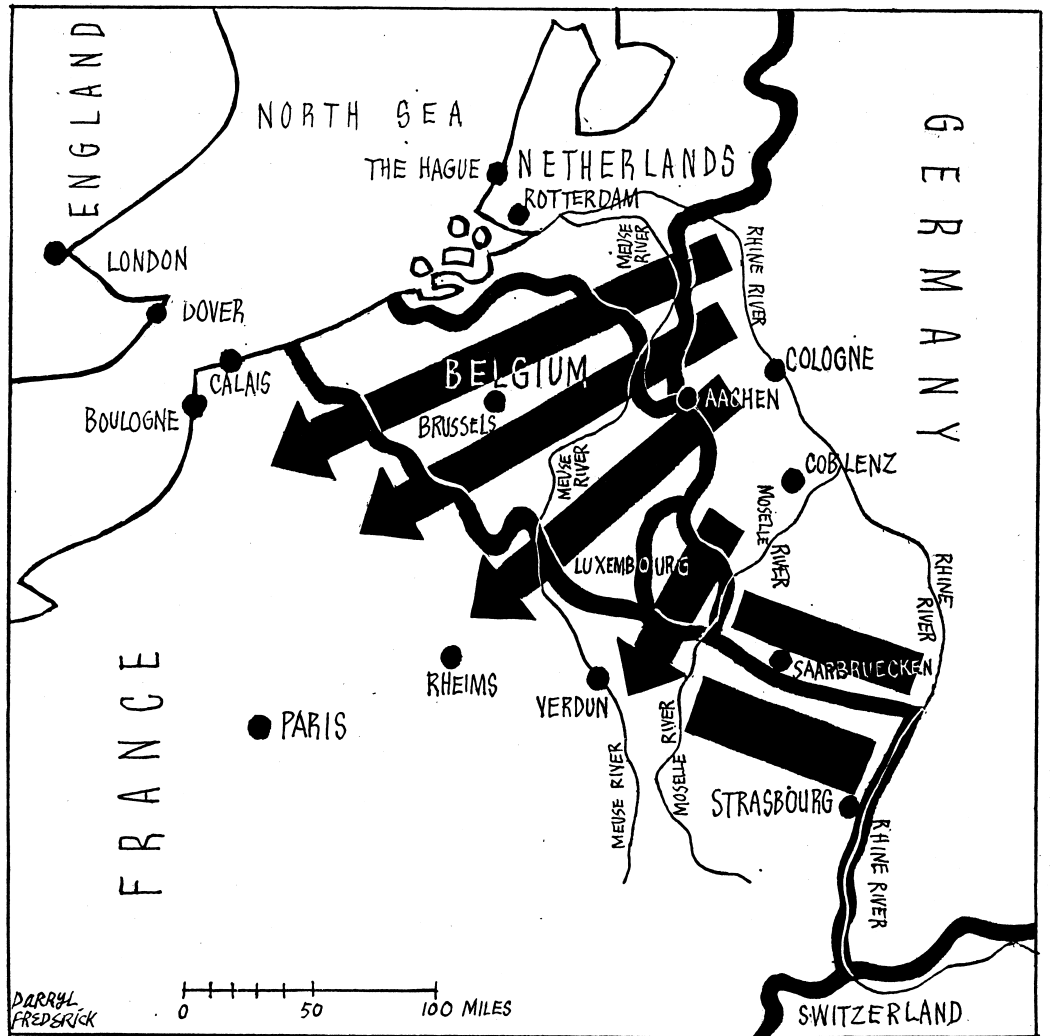 ENGLAND
NORTH SEA
GERMANY
THE HAGUE
NETHERLANDS
ROTTERDAM
MEUSE
RIVER
RHINE RIVER
LONDON
DOVER
CALAIS
BOULOGNE
BELGIUM
BRUSSELS
COLOGNE
AACHEN
MEUSE
RIVER
COBLENZ
MOSELLE
RIVER
LUXEMBOURG
RHINE
RIVER
SAARBRUECKEN
RHEIMS
VERDUN
FRANCE
PARIS
MEUSE RIVER
MOSELLE RIVER
STRASBOURG
RHINE RIVER
SWITZERLAND
DARRYL
FREDERICK
0 50 100 MILES